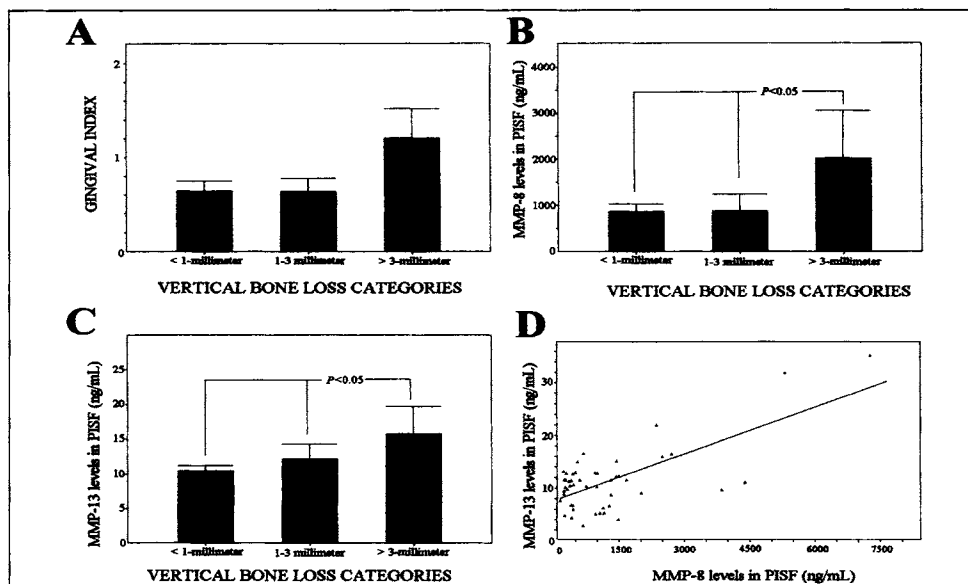 A
GINGIVAL INDEX
2
1
0
< 1-millimeter
1-3 millimeter
> 3-millimeter
VERTICAL BONE LOSS CATEGORIES
B
MMP-8 levels in PISF (ng/mL)
4000
3000
2000
1000
0
P<0.05
< 1-millimeter
1-3 millimeter
> 3-millimeter
VERTICAL BONE LOSS CATEGORIES
C
MMP-13 levels in PISF (ng/mL)
25
20
15
10
5
0
P<0.05
< 1-millimeter
1-3 millimeter
> 3-millimeter
VERTICAL BONE LOSS CATEGORIES
D
MMP-13 levels in PISF (ng/mL)
30
20
10
0
0
1500
3000
4500
6000
7500
MMP-8 levels in PISF (ng/mL)